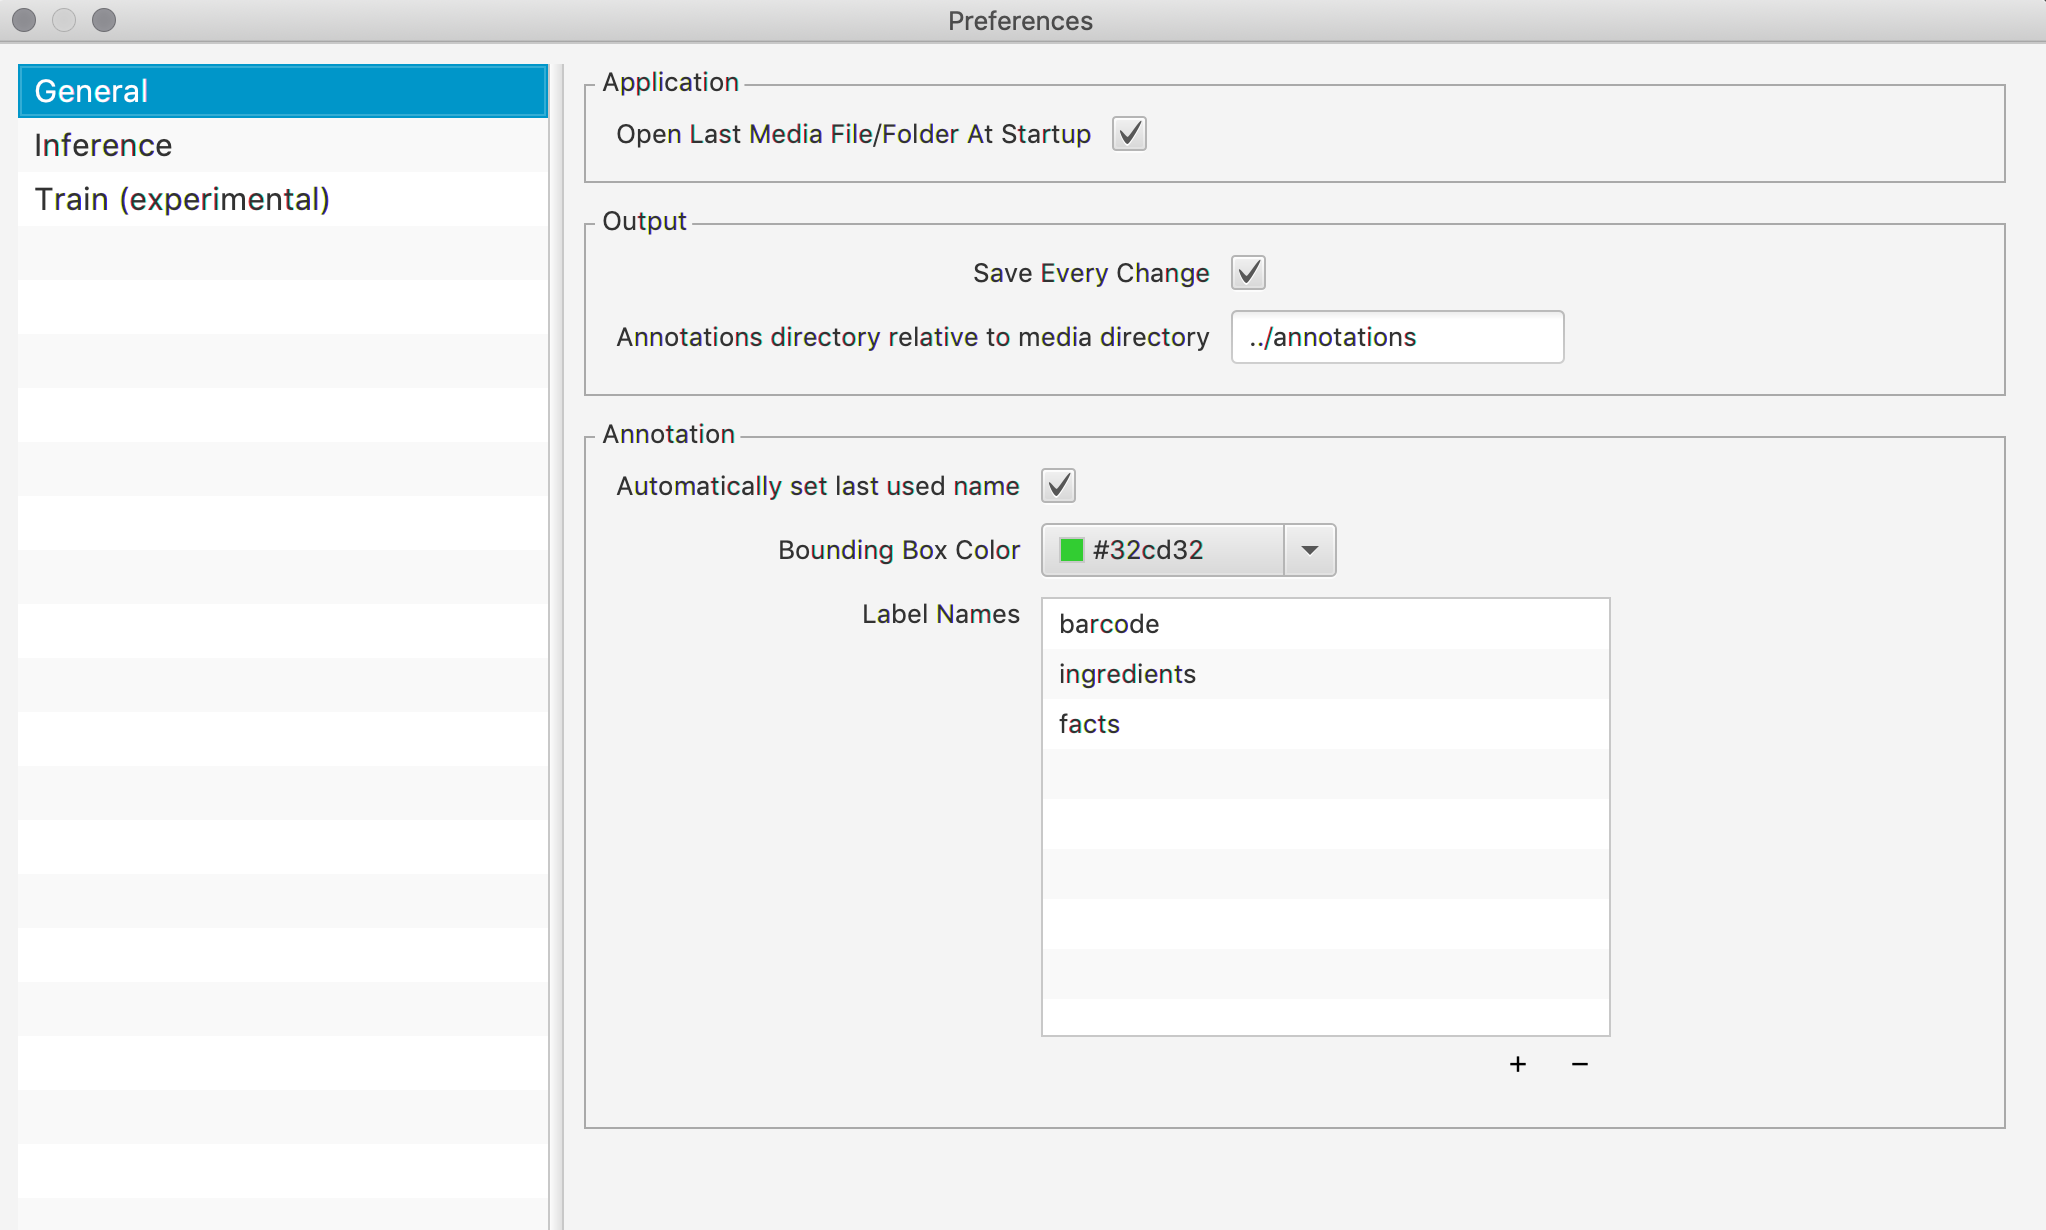 Preferences
General
Inference
Train (experimental)
Application
Open Last Media File/Folder At Startup
Output
Save Every Change
Annotations directory relative to media directory ../annotations
Annotation
Automatically set last used name
Bounding Box Color #32cd32
Label Names
barcode
ingredients
facts
+ −